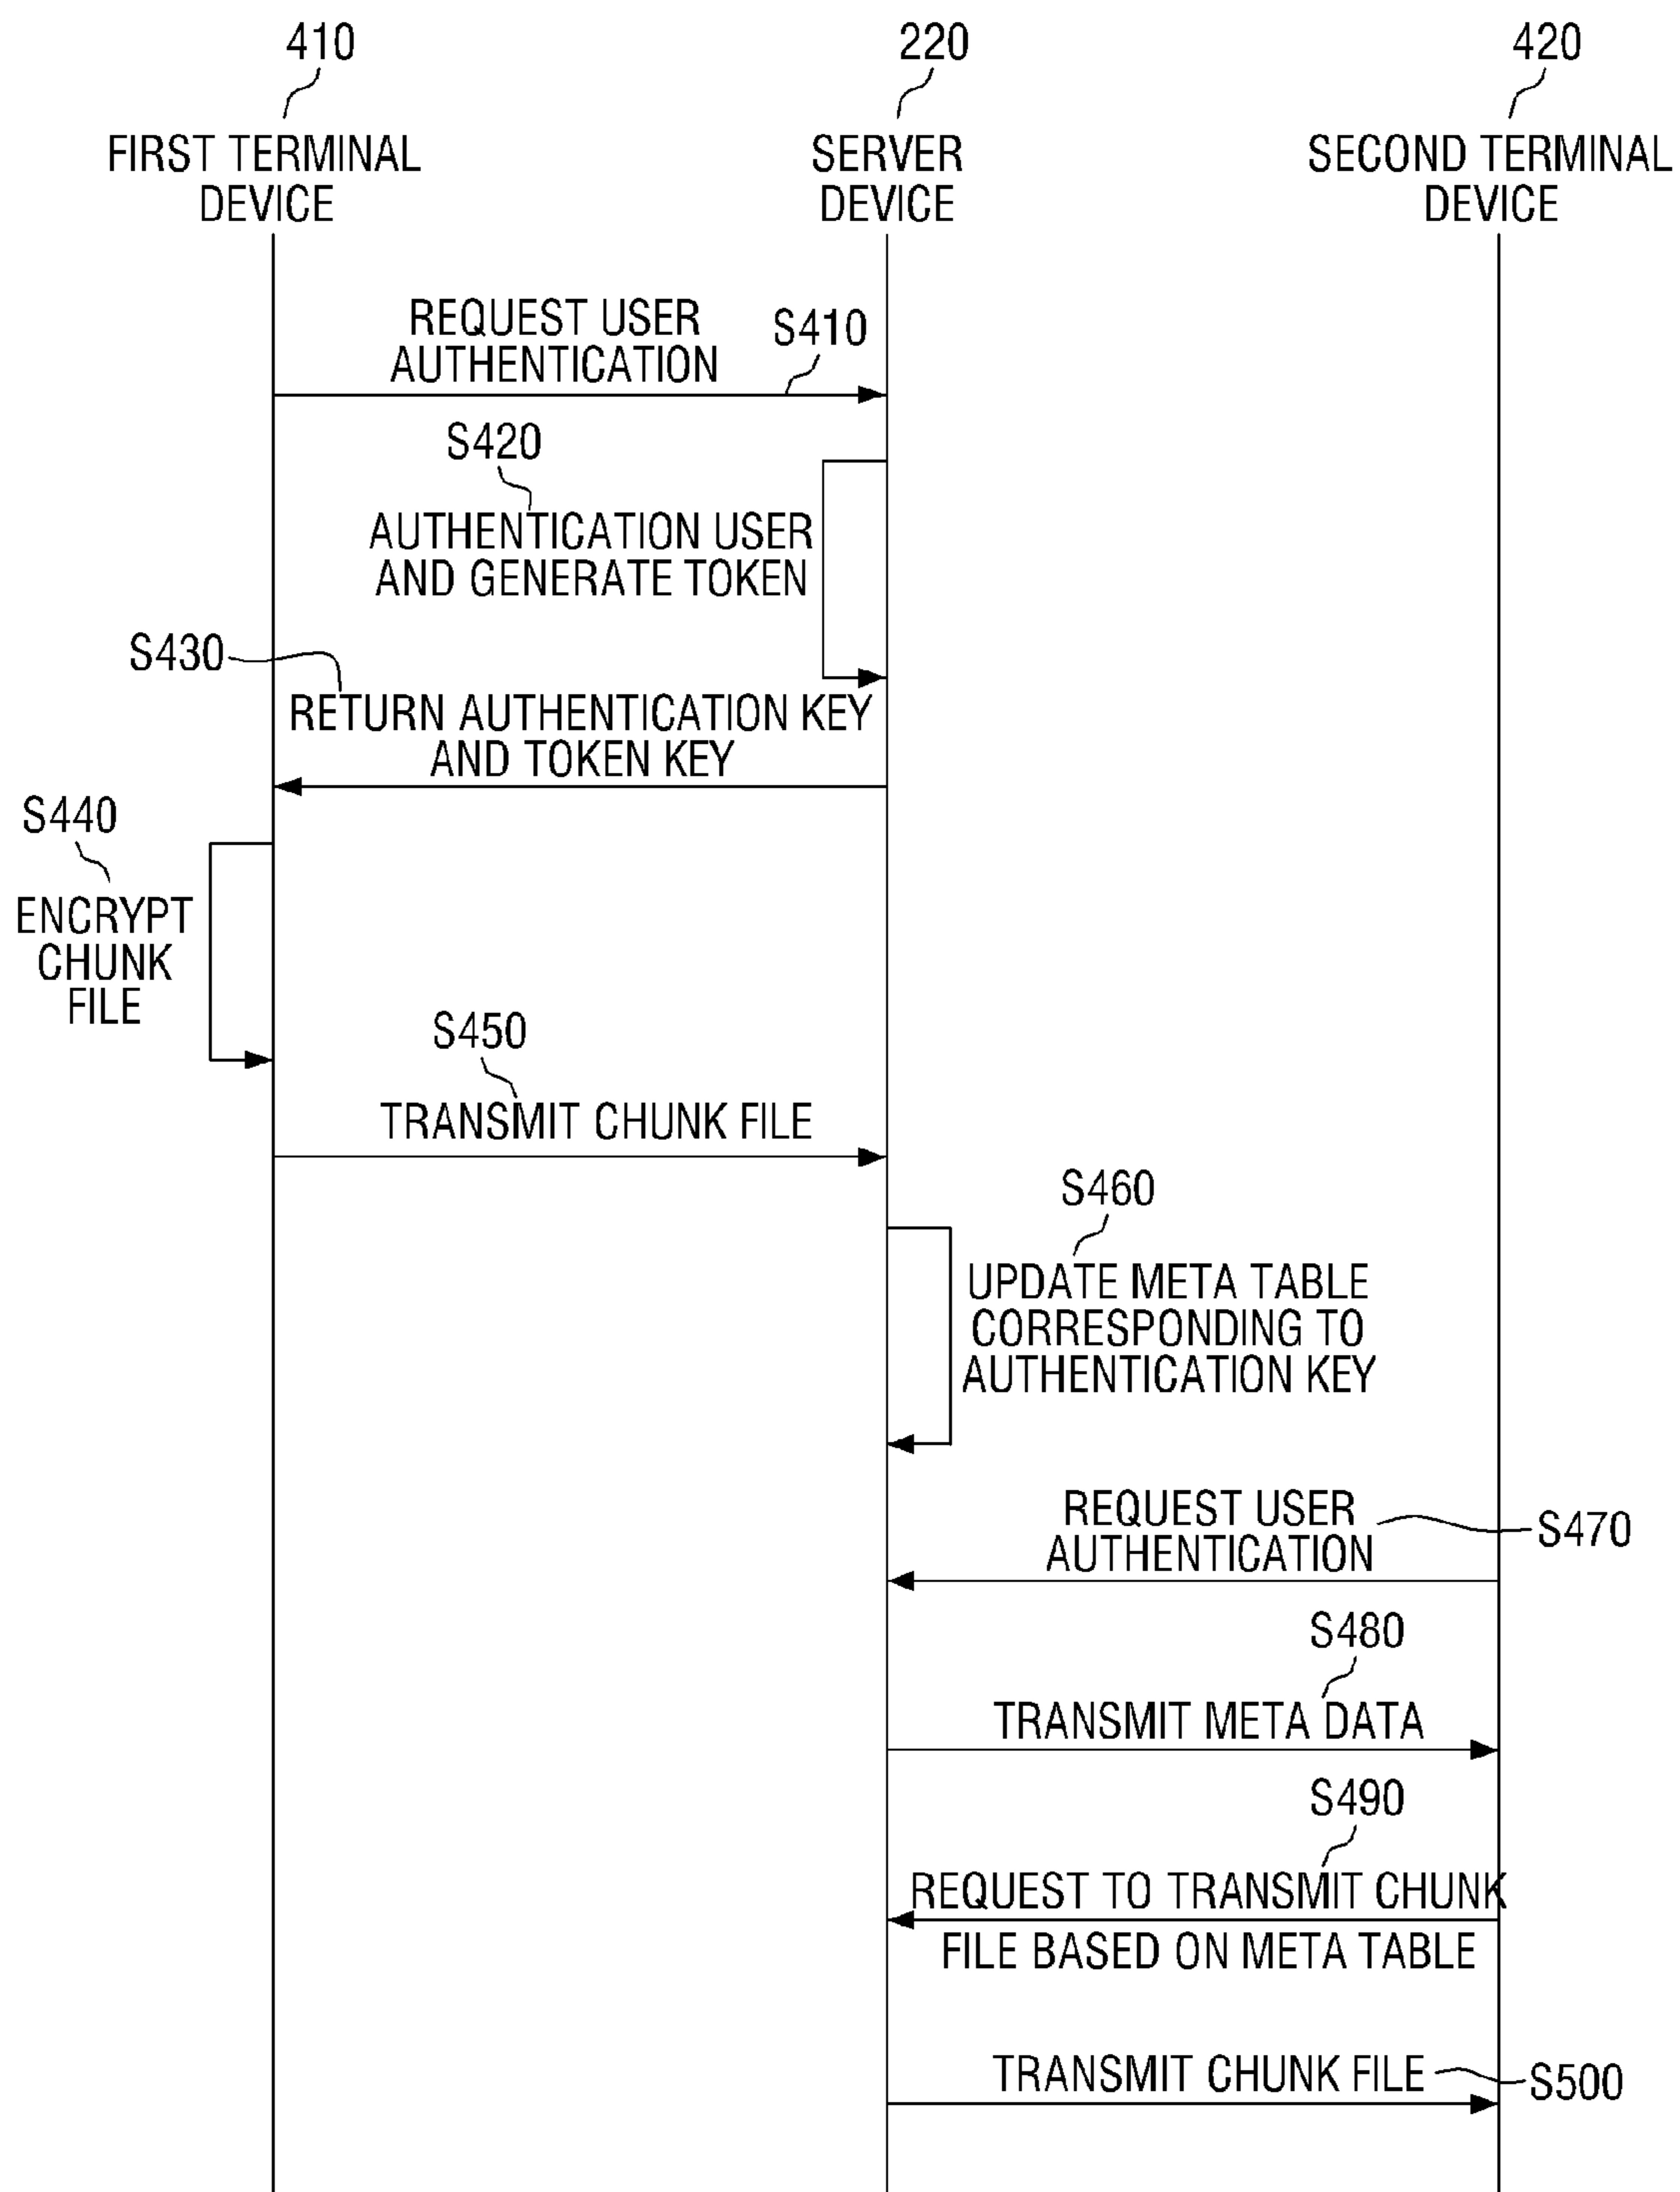 410
220
420
FIRST TERMINAL
DEVICE
SERVER
DEVICE
SECOND TERMINAL
DEVICE
REQUEST USER
AUTHENTICATION
S410
S420
AUTHENTICATION USER
AND GENERATE TOKEN
S430
RETURN AUTHENTICATION KEY
AND TOKEN KEY
S440
ENCRYPT
CHUNK
FILE
S450
TRANSMIT CHUNK FILE
S460
UPDATE META TABLE
CORRESPONDING TO
AUTHENTICATION KEY
REQUEST USER
AUTHENTICATION
S470
S480
TRANSMIT META DATA
S490
REQUEST TO TRANSMIT CHUNK
FILE BASED ON META TABLE
TRANSMIT CHUNK FILE
S500